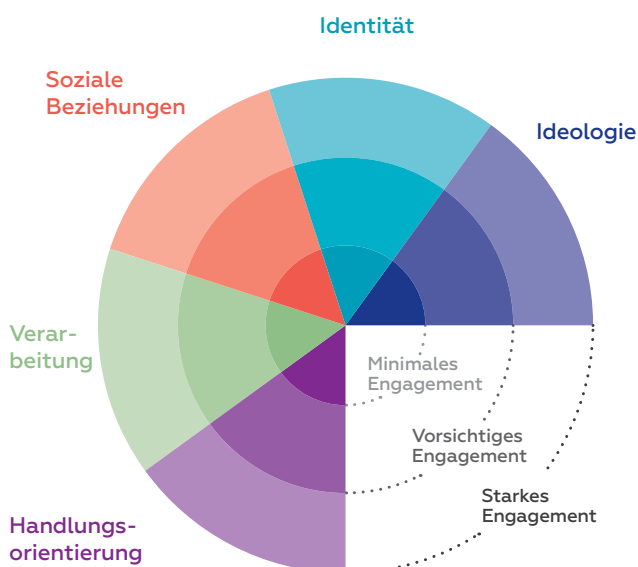 Identität
Soziale
Beziehungen
Ideologie
Verar-
beitung
Minimales
Engagement
Vorsichtiges
Engagement
Starkes
Engagement
Handlungs-
orientierung